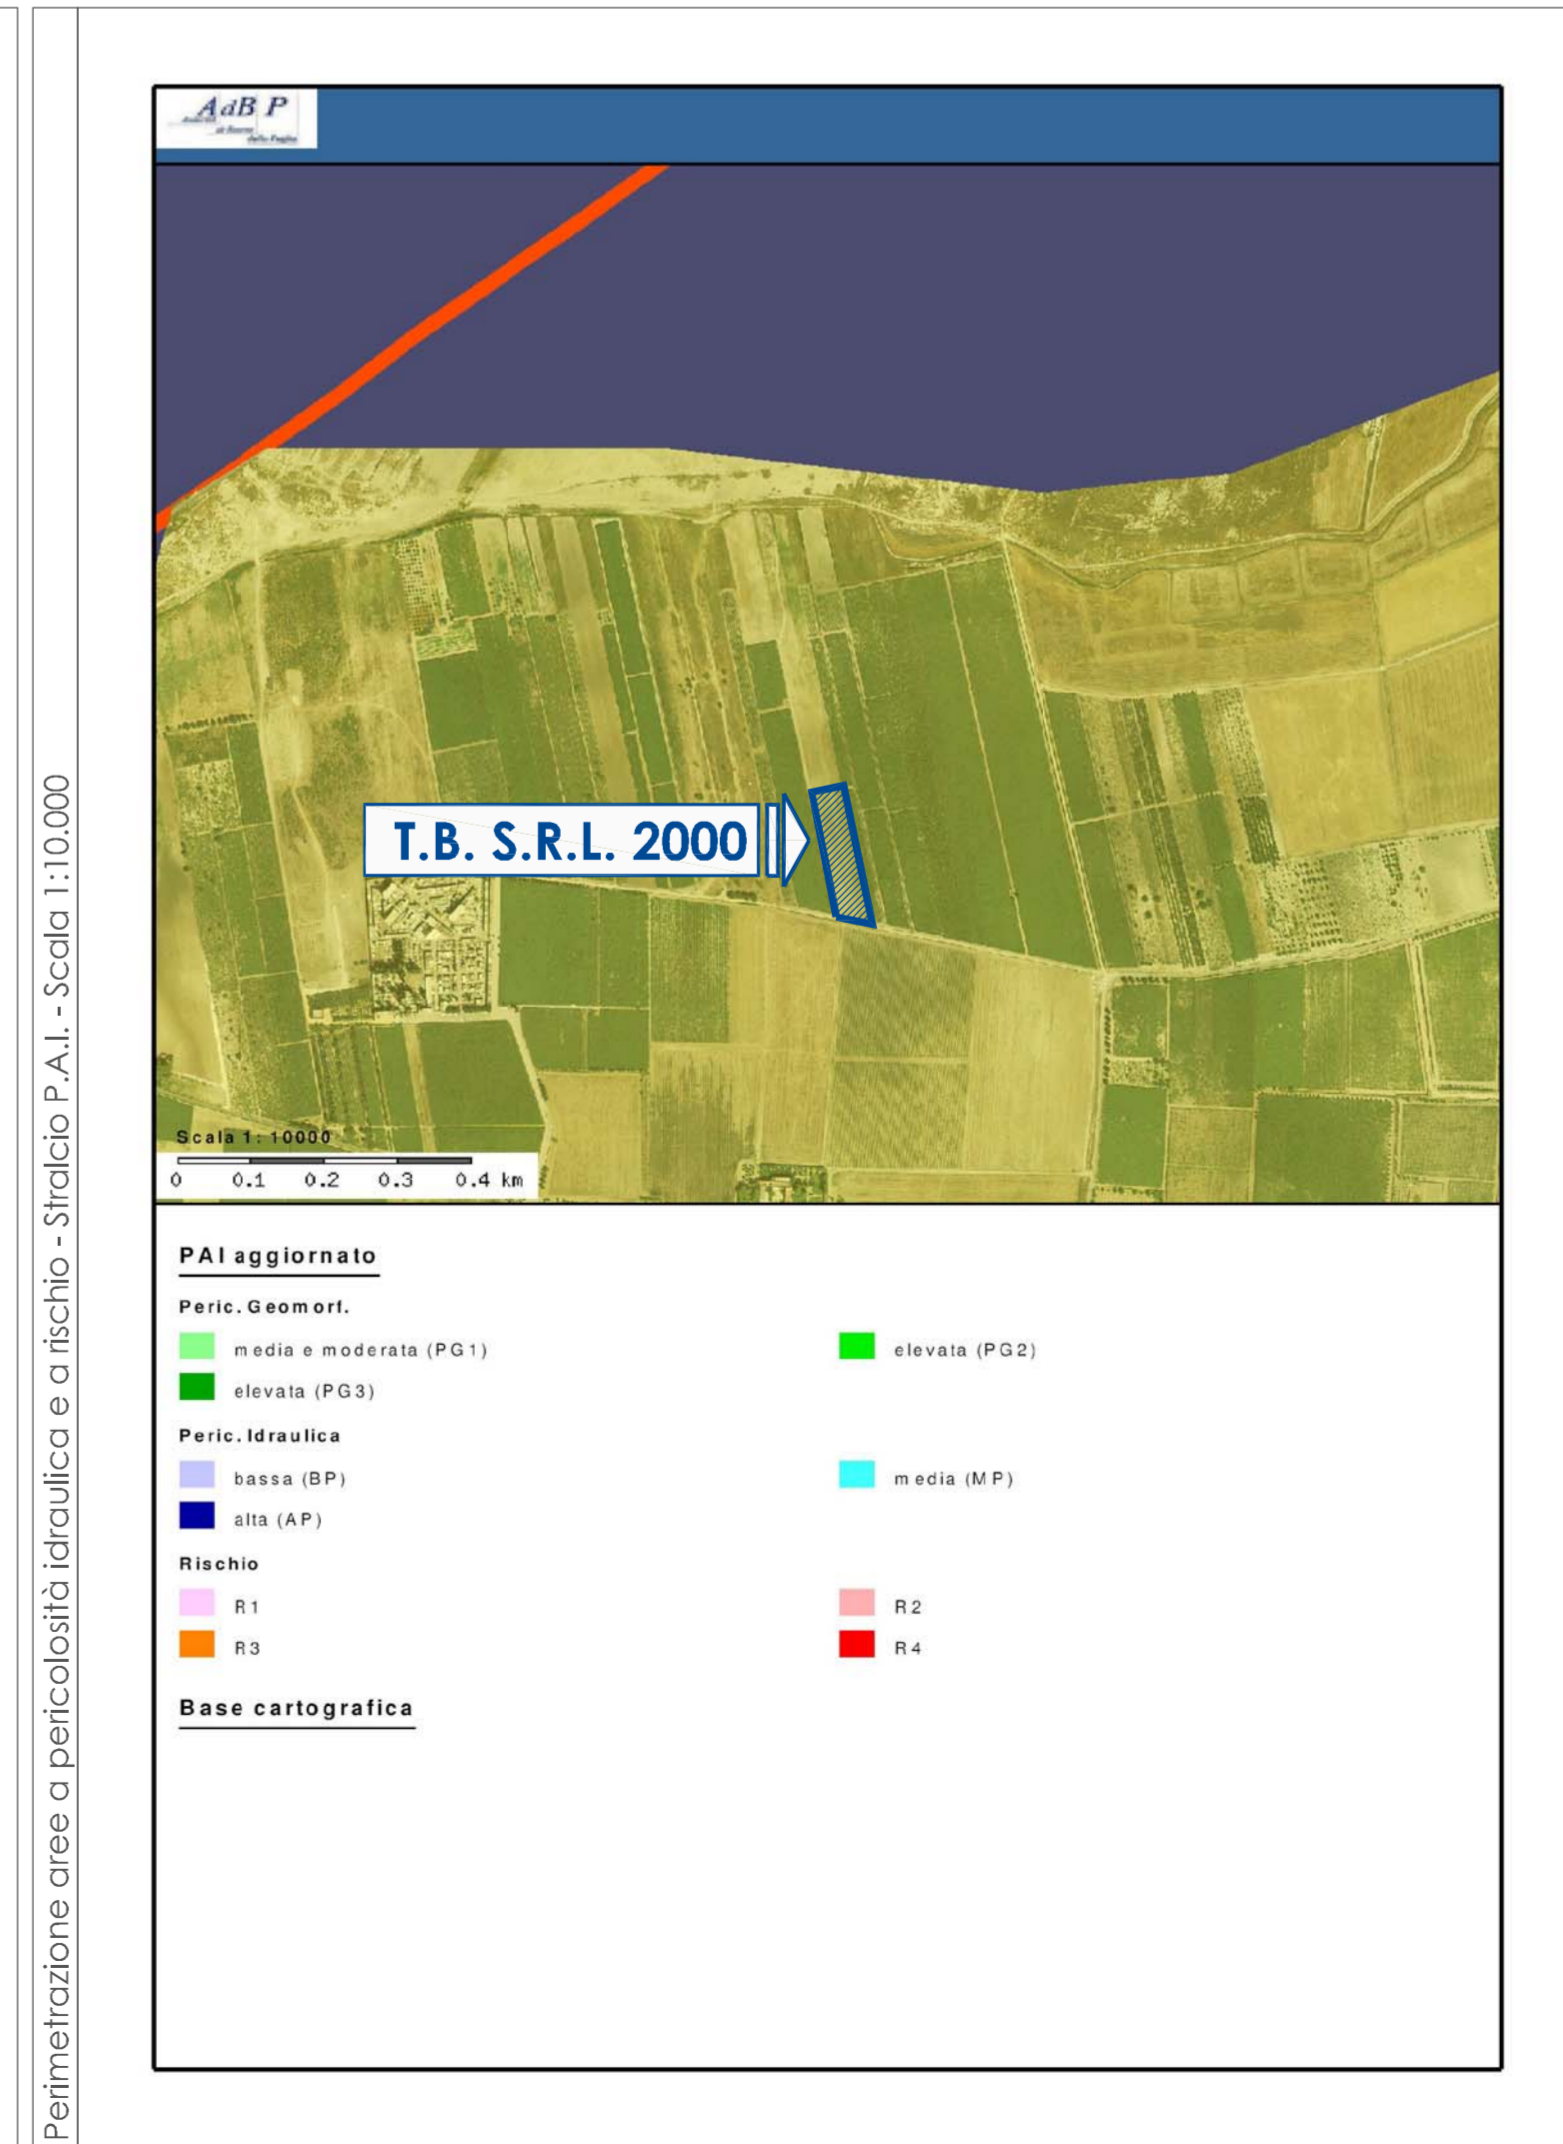 Perimetrazione aree a pericolosità idraulica e a rischio - Stralcio P.A.I. - Scala 1:10.000
AdB P
della Puglia
T.B. S.R.L. 2000
Scala 1: 10000
0 0.1 0.2 0.3 0.4 km
PAI aggiornato
Peric. Geomorf.
media e moderata (PG1)
elevata (PG2)
elevata (PG3)
Peric. Idraulica
bassa (BP)
media (MP)
alta (AP)
Rischio
R1
R2
R3
R4
Base cartografica